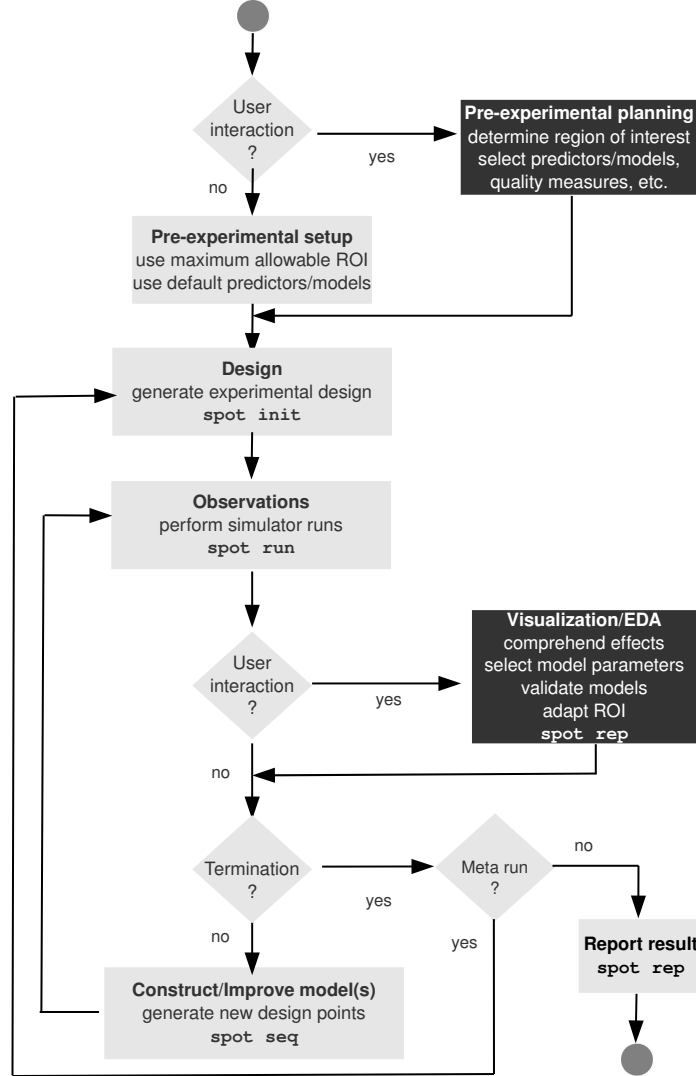 User
interaction
?
yes
Pre-experimental planning
determine region of interest
select predictors/models,
quality measures, etc.
no
Pre-experimental setup
use maximum allowable ROI
use default predictors/models
Design
generate experimental design
spot init
Observations
perform simulator runs
spot run
User
interaction
?
yes
Visualization/EDA
comprehend effects
select model parameters
validate models
adapt ROI
spot rep
no
Termination
?
yes
Meta run
?
no
no
yes
Report result
spot rep
Construct/Improve model(s)
generate new design points
spot seq